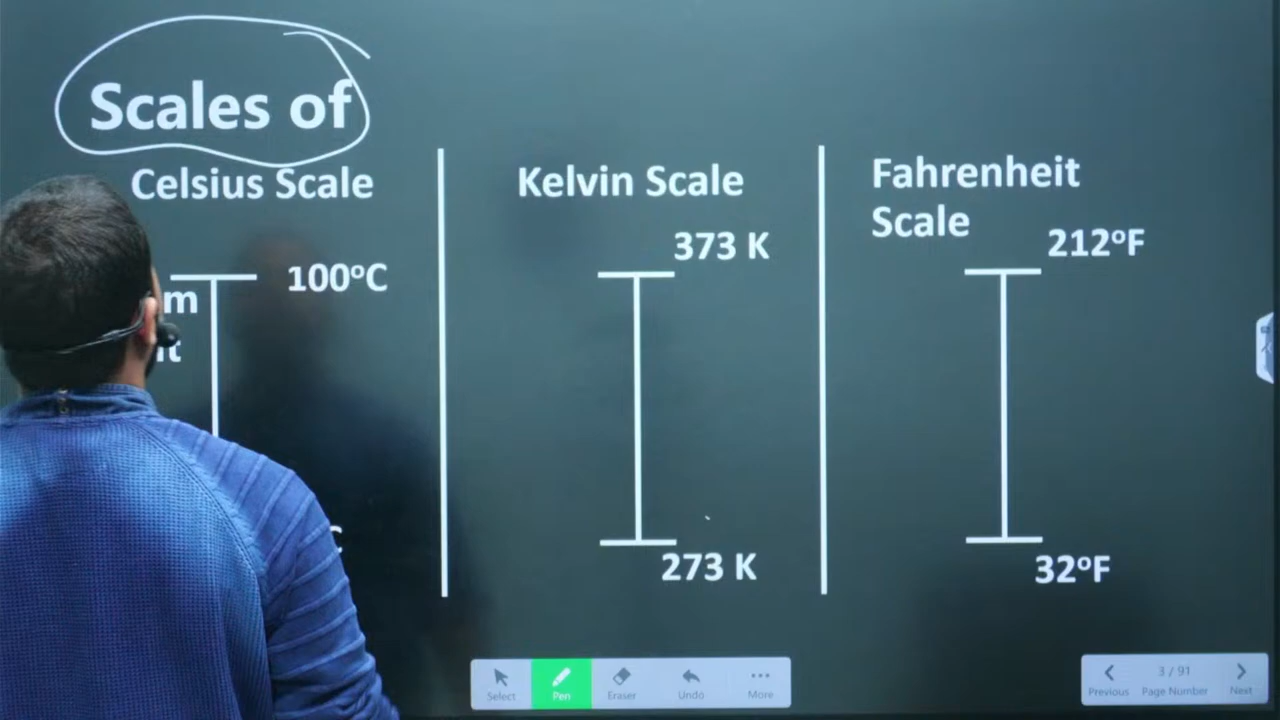 Scales of
Celsius Scale
100°C
Kelvin Scale
373 K
273 K
Fahrenheit
Scale
212°F
32°F
Select
Pen
Eraser
Undo
More
3 / 91
Previous
Page Number
Next